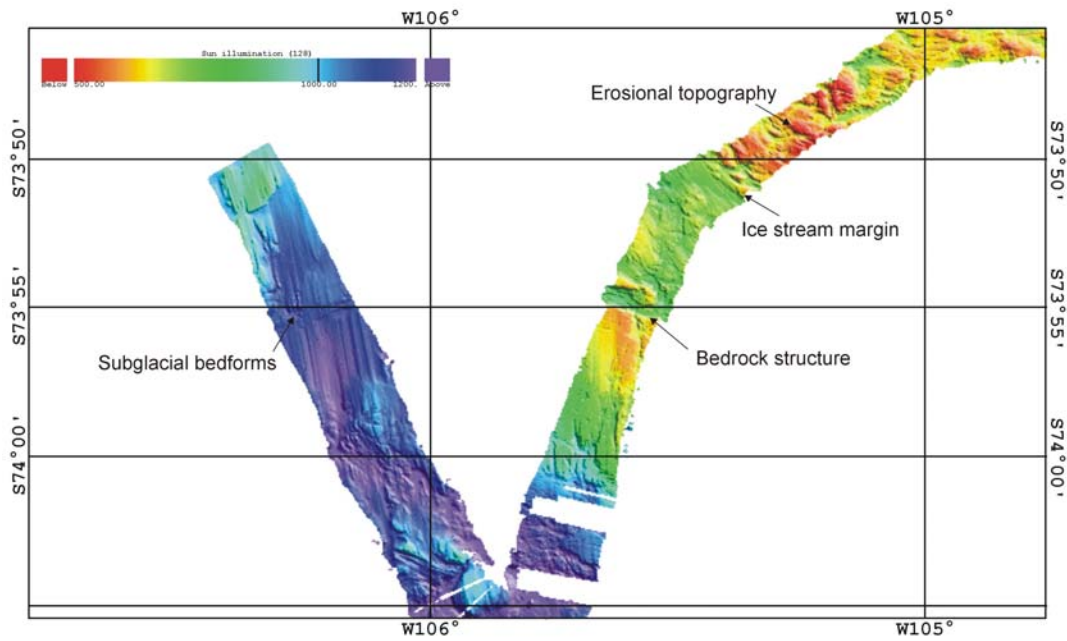 W106° W105°
Sun illumination (128)
Below 500.00 1000.00 1200. Above
Erosional topography
S73°50' S73°50'
Ice stream margin
S73°55' S73°55'
Subglacial bedforms
Bedrock structure
S74°00' S74°00'
W106° W105°